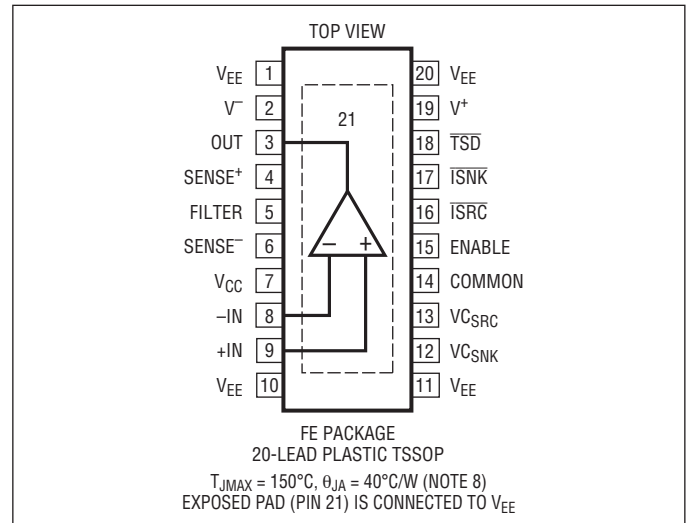 TOP VIEW
VEE 1
V– 2
OUT 3
SENSE+ 4
FILTER 5
SENSE– 6
VCC 7
–IN 8
+IN 9
VEE 10
21
– +
20 VEE
19 V+
18 T̅S̅D̅
17 I̅S̅N̅K̅
16 I̅S̅R̅C̅
15 ENABLE
14 COMMON
13 VCSRC
12 VCSNK
11 VEE
FE PACKAGE
20-LEAD PLASTIC TSSOP
TJMAX = 150°C, θJA = 40°C/W (NOTE 8)
EXPOSED PAD (PIN 21) IS CONNECTED TO VEE